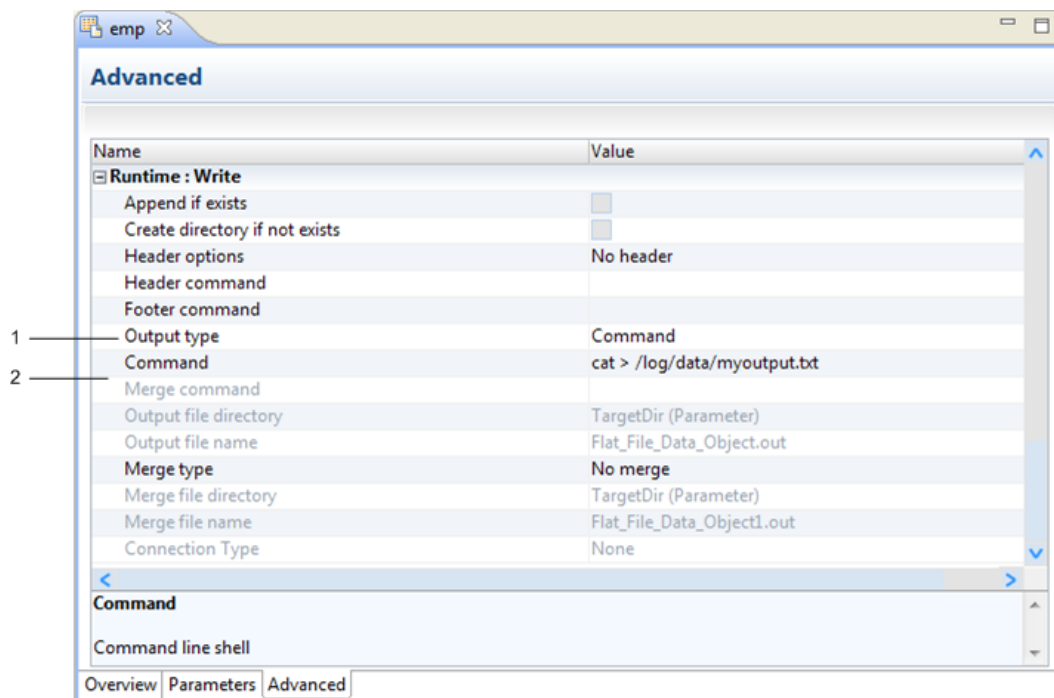 emp
Advanced
Name Value
Runtime : Write
Append if exists
Create directory if not exists
Header options No header
Header command
Footer command
1 Output type Command
Command cat > /log/data/myoutput.txt
2
Merge command
Output file directory TargetDir (Parameter)
Output file name Flat_File_Data_Object.out
Merge type No merge
Merge file directory TargetDir (Parameter)
Merge file name Flat_File_Data_Object1.out
Connection Type None
Command
Command line shell
Overview Parameters Advanced